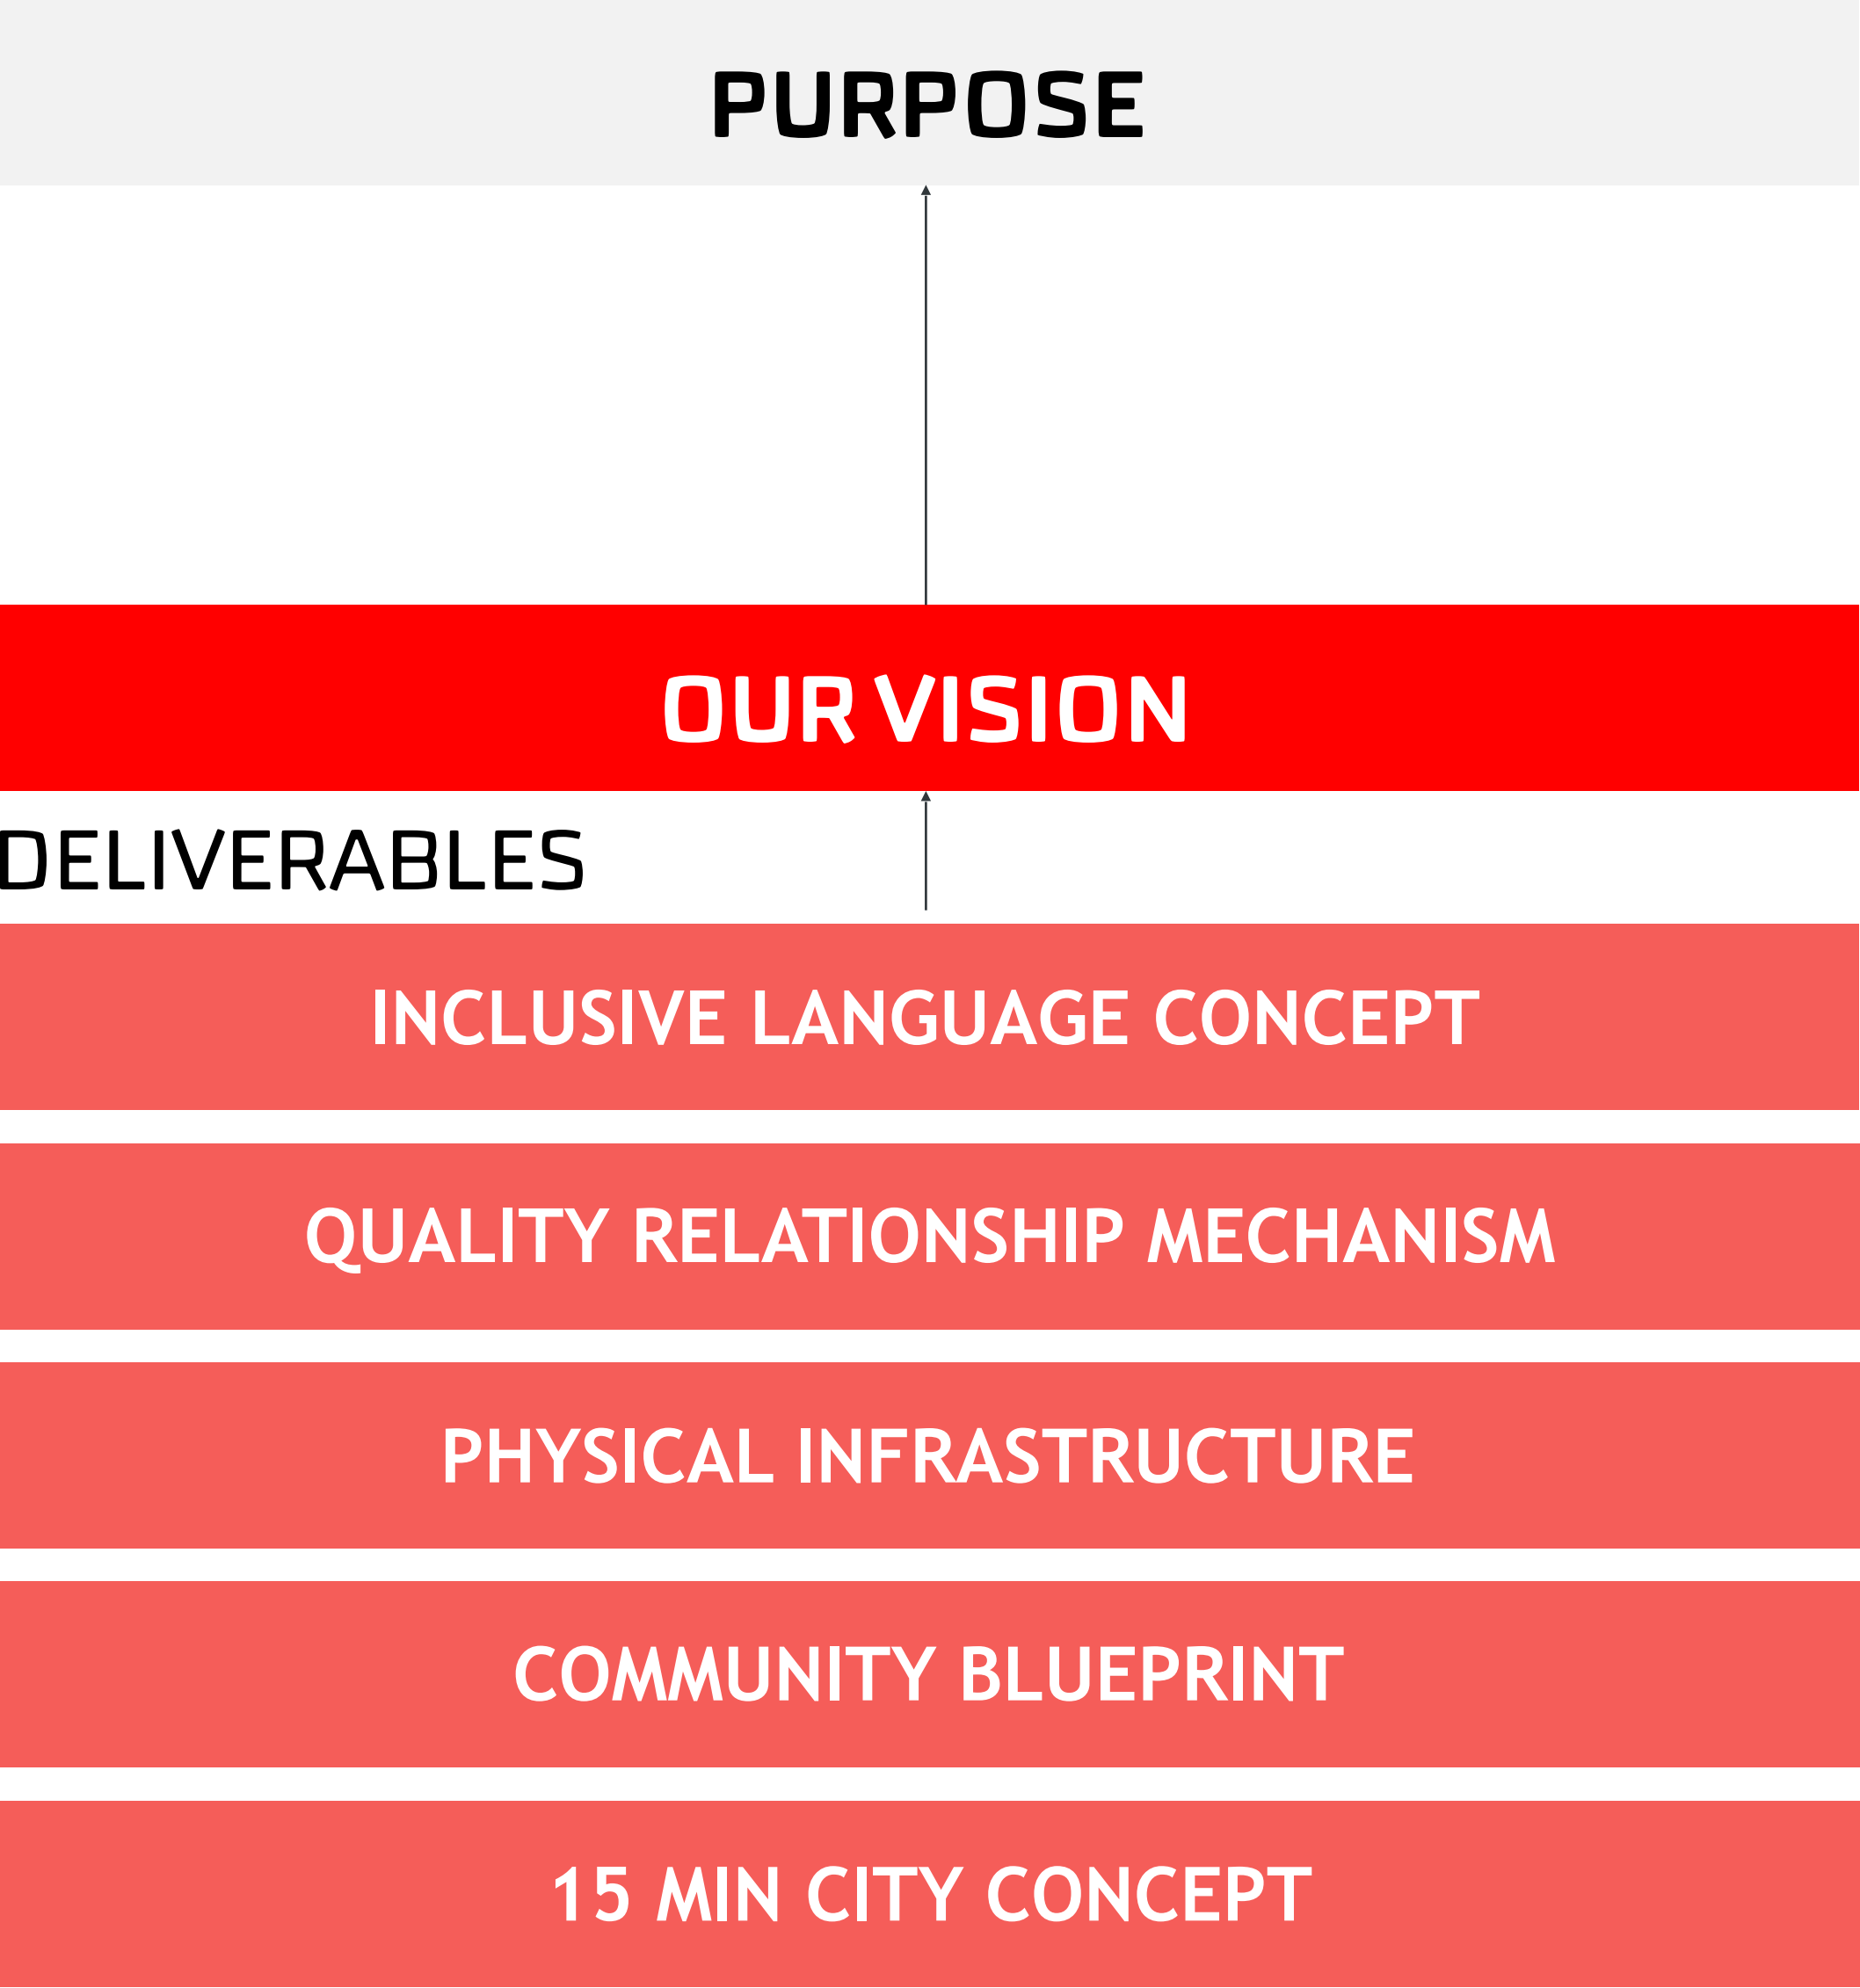 PURPOSE
OUR VISION
DELIVERABLES
INCLUSIVE LANGUAGE CONCEPT
QUALITY RELATIONSHIP MECHANISM
PHYSICAL INFRASTRUCTURE
COMMUNITY BLUEPRINT
15 MIN CITY CONCEPT